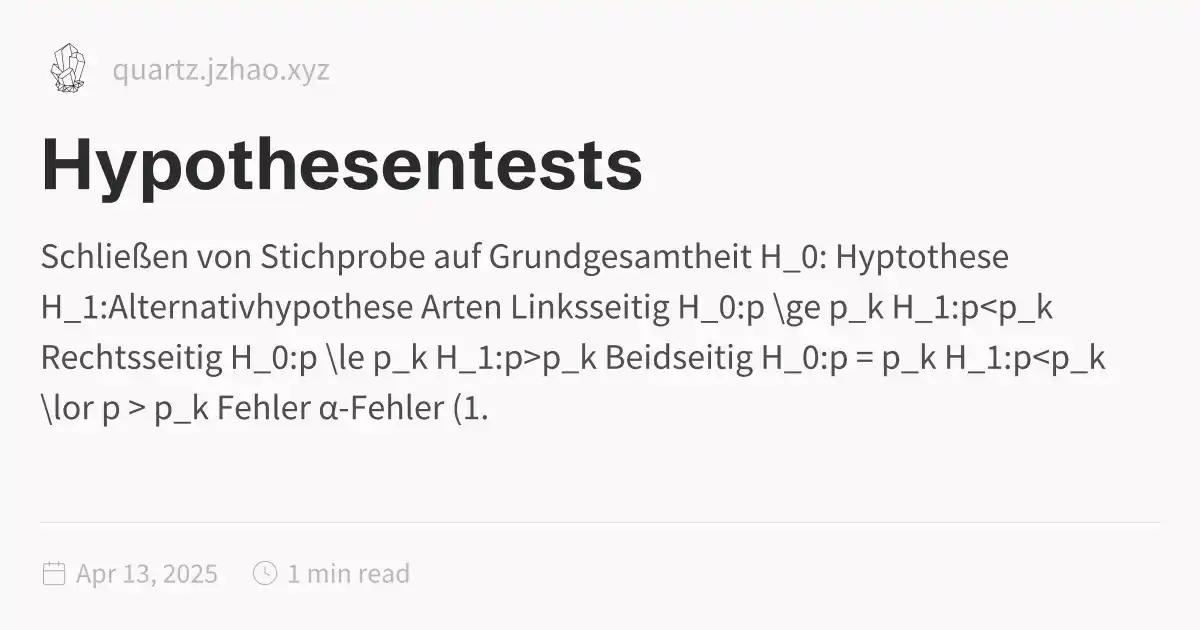 quartz.jzhao.xyz
Hypothesentests
Schließen von Stichprobe auf Grundgesamtheit H_0: Hyptothese
H_1:Alternativhypothese Arten Linksseitig H_0:p \ge p_k H_1:p<p_k
Rechtsseitig H_0:p \le p_k H_1:p>p_k Beidseitig H_0:p = p_k H_1:p<p_k
\lor p > p_k Fehler α-Fehler (1.
Apr 13, 2025 1 min read